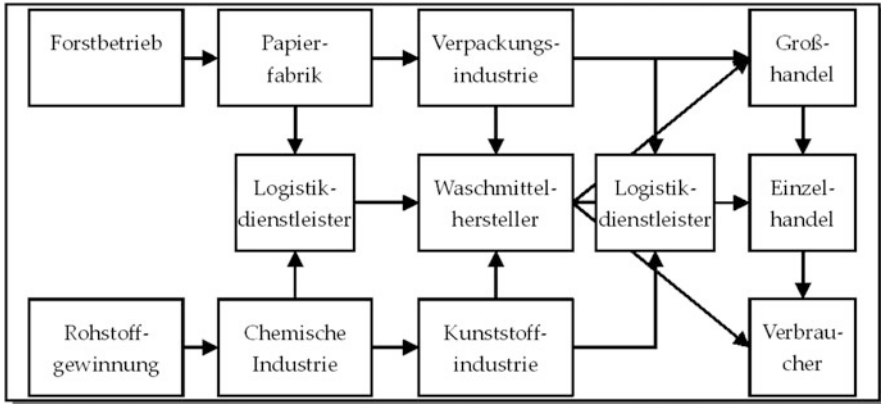 Forstbetrieb
Papier-
fabrik
Verpackungs-
industrie
Groß-
handel
Logistik-
dienstleister
Waschmittel-
hersteller
Logistik-
dienstleister
Einzel-
handel
Rohstoff-
gewinnung
Chemische
Industrie
Kunststoff-
industrie
Verbrau-
cher